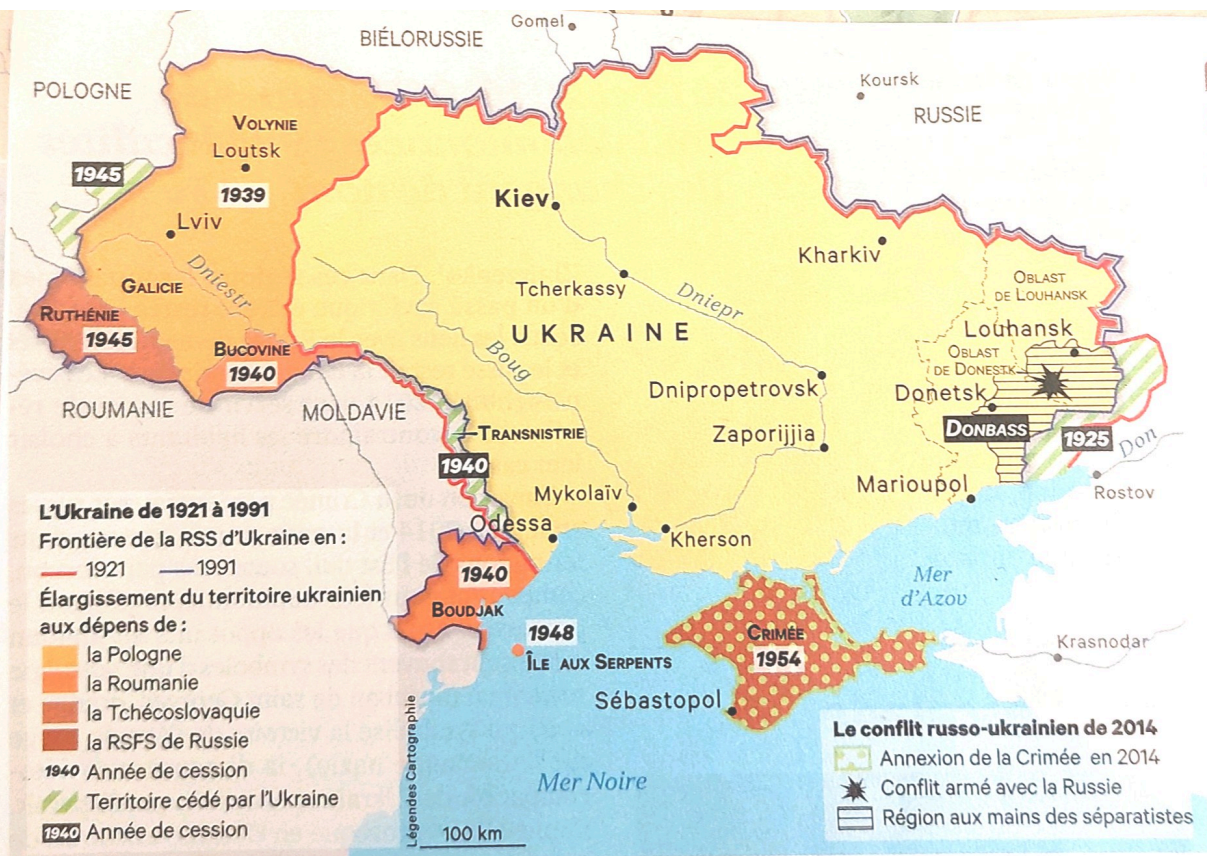 Gomel
BIÉLORUSSIE
POLOGNE
Koursk
RUSSIE
VOLYNIE
Loutsk
1945
1939
Kiev
Lviv
Kharkiv
Dniestr
GALICIE
Tcherkassy
Dniepr
OBLAST
DE LOUHANSK
RUTHÉNIE
1945
UKRAINE
Louhansk
BUCOVINE
1940
Boug
OBLAST
DE DONESTK
Dnipropetrovsk
Donetsk
ROUMANIE
MOLDAVIE
TRANSNISTRIE
Zaporijjia
DONBASS
1925
Don
1940
Mykolaïv
Marioupol
Rostov
Odessa
Kherson
1940
BOUDJAK
Mer
d'Azov
1948
ÎLE AUX SERPENTS
CRIMÉE
1954
Krasnodar
Sébastopol
Mer Noire
L'Ukraine de 1921 à 1991
Frontière de la RSS d'Ukraine en :
1921 1991
Élargissement du territoire ukrainien
aux dépens de :
la Pologne
la Roumanie
la Tchécoslovaquie
la RSFS de Russie
1940 Année de cession
Territoire cédé par l'Ukraine
1940 Année de cession
Légendes Cartographie
100 km
Le conflit russo-ukrainien de 2014
Annexion de la Crimée en 2014
Conflit armé avec la Russie
Région aux mains des séparatistes